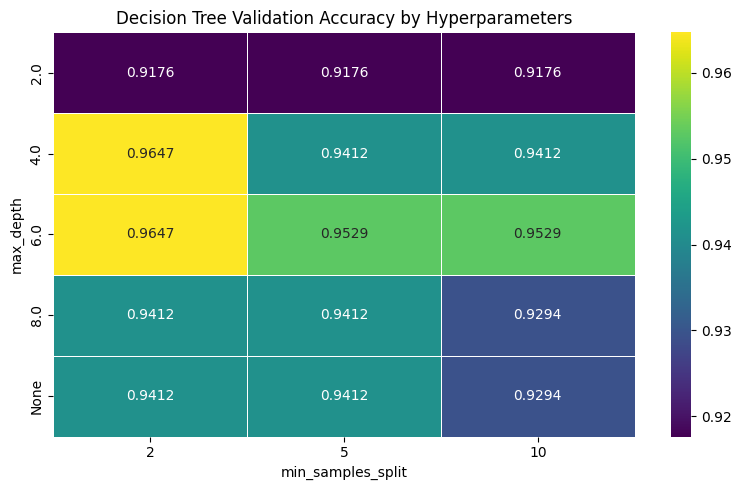 Decision Tree Validation Accuracy by Hyperparameters
max_depth
2.0 0.9176 0.9176 0.9176
4.0 0.9647 0.9412 0.9412
6.0 0.9647 0.9529 0.9529
8.0 0.9412 0.9412 0.9294
None 0.9412 0.9412 0.9294
2 5 10
min_samples_split
0.96
0.95
0.94
0.93
0.92